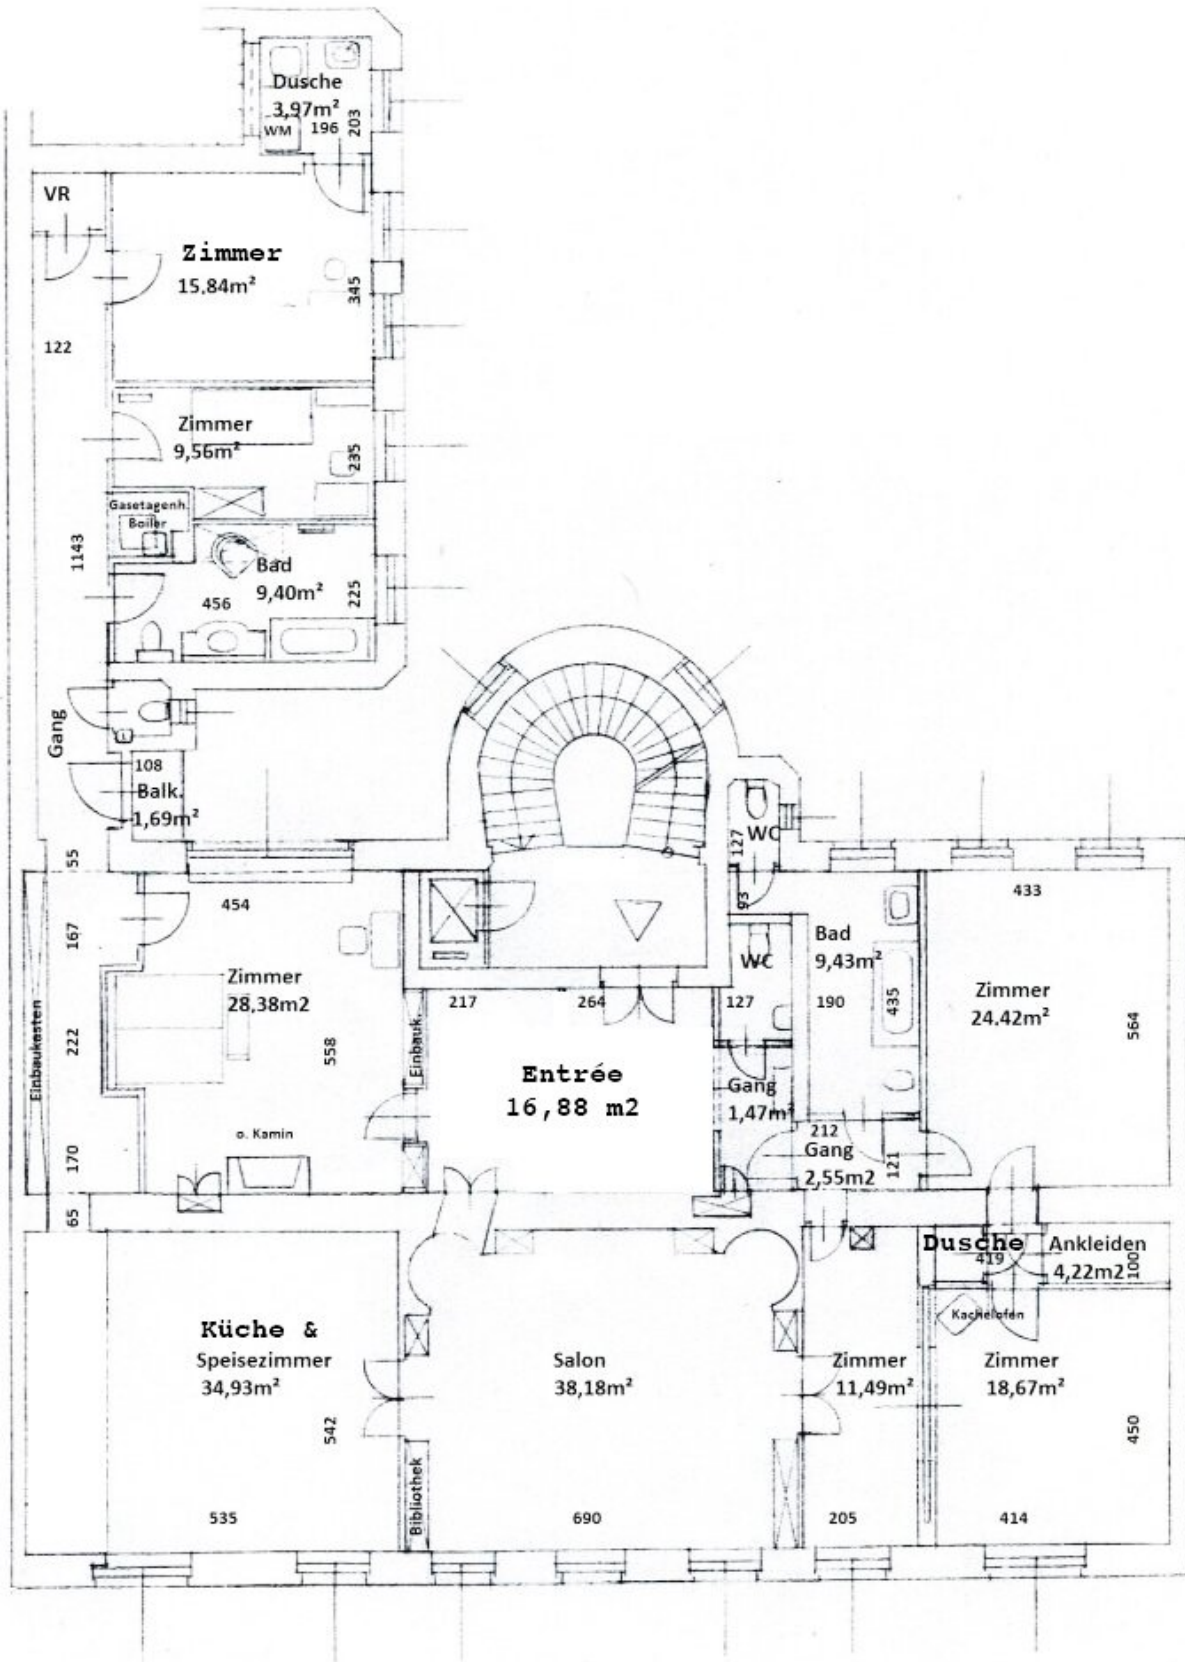 Dusche
3,97m²
WM
196
203
VR
Zimmer
15.84m²
345
122
Zimmer
9,56m²
235
Gasetagenh.
Boiler
1143
Bad
9,40m²
456
225
Gang
108
Balk.
1,69m²
55
127
WC
93
454
433
167
Zimmer
28,38m2
217
264
WC
127
Bad
9,43m²
190
435
Zimmer
24.42m²
564
Einbaukasten
222
558
Einbauk.
Entrée
16,88 m2
Gang
1,47m²
o. Kamin
212
Gang
2,55m2
121
170
65
Dusche
419
Ankleiden
4,22m2
100
Kachelofen
Küche &
Speisezimmer
34,93m²
Salon
38,18m²
Zimmer
11,49m²
Zimmer
18,67m²
542
450
Bibliothek
535
690
205
414